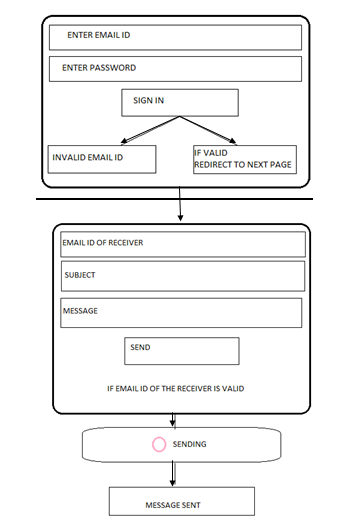 ENTER EMAIL ID
ENTER PASSWORD
SIGN IN
INVALID EMAIL ID
IF VALID
REDIRECT TO NEXT PAGE
EMAIL ID OF RECEIVER
SUBJECT
MESSAGE
SEND
IF EMAIL ID OF THE RECEIVER IS VALID
SENDING
MESSAGE SENT